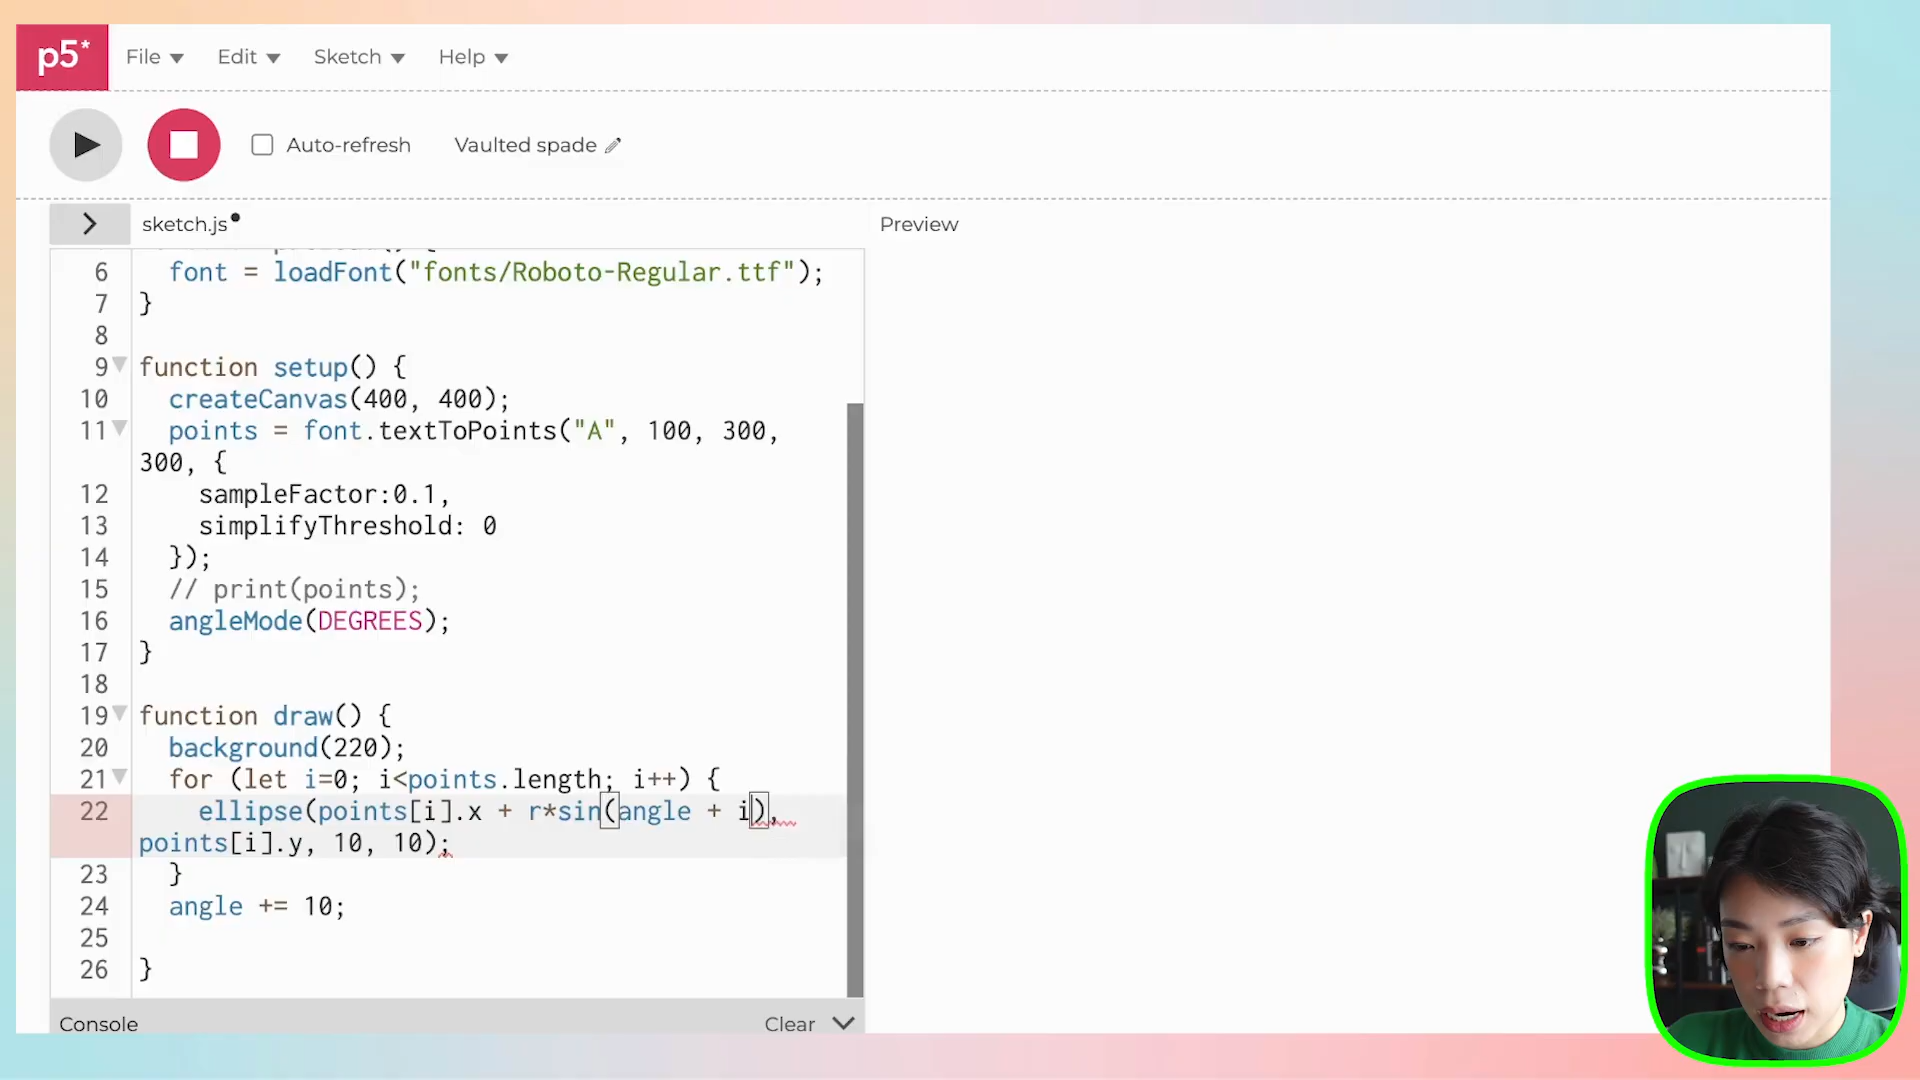 p5* File Edit Sketch Help
Auto-refresh Vaulted spade
sketch.js Preview
6 font = loadFont("fonts/Roboto-Regular.ttf");
7 }
8
9 function setup() {
10 createCanvas(400, 400);
11 points = font.textToPoints("A", 100, 300,
300, {
12 sampleFactor:0.1,
13 simplifyThreshold: 0
14 });
15 // print(points);
16 angleMode(DEGREES);
17 }
18
19 function draw() {
20 background(220);
21 for (let i=0; i<points.length; i++) {
22 ellipse(points[i].x + r*sin(angle + i),
points[i].y, 10, 10);
23 }
24 angle += 10;
25
26 }
Console Clear